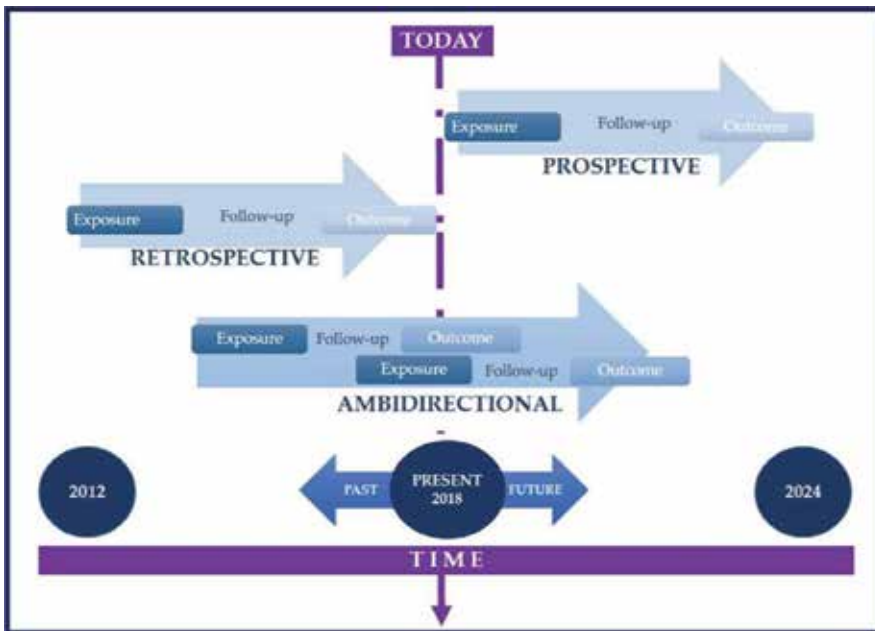 TODAY
Exposure
Follow-up
Outcome
PROSPECTIVE
Exposure
Follow-up
Outcome
RETROSPECTIVE
Exposure
Follow-up
Outcome
Exposure
Follow-up
Outcome
AMBIDIRECTIONAL
2012
PAST
PRESENT
2018
FUTURE
2024
TIME